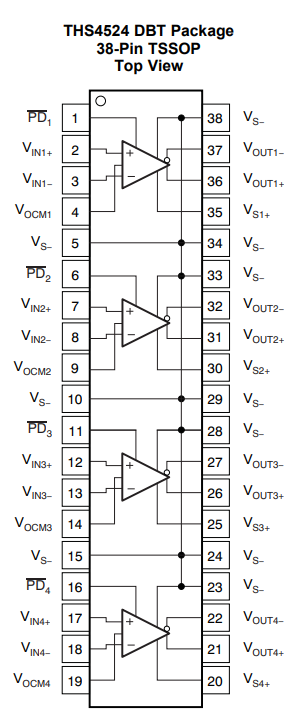 THS4524 DBT Package
38-Pin TSSOP
Top View
PD1 1 38 VS–
VIN1+ 2 37 VOUT1–
VIN1– 3 36 VOUT1+
VOCM1 4 35 VS1+
VS– 5 34 VS–
PD2 6 33 VS–
VIN2+ 7 32 VOUT2–
VIN2– 8 31 VOUT2+
VOCM2 9 30 VS2+
VS– 10 29 VS–
PD3 11 28 VS–
VIN3+ 12 27 VOUT3–
VIN3– 13 26 VOUT3+
VOCM3 14 25 VS3+
VS– 15 24 VS–
PD4 16 23 VS–
VIN4+ 17 22 VOUT4–
VIN4– 18 21 VOUT4+
VOCM4 19 20 VS4+